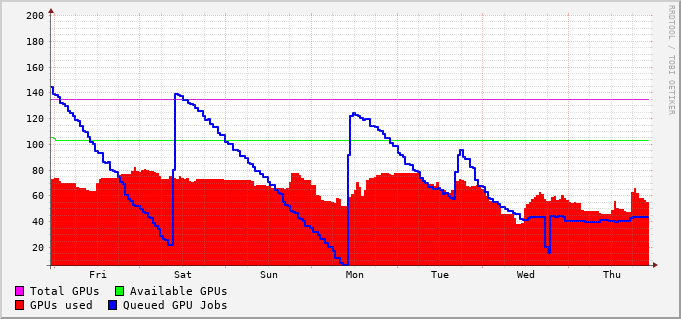 200
180
160
140
120
100
80
60
40
20
Fri Sat Sun Mon Tue Wed Thu
Total GPUs Available GPUs
GPUs used Queued GPU Jobs
RRDTOOL / TOBI OETIKER